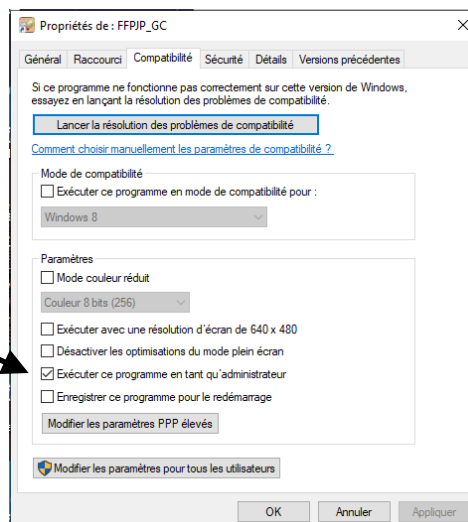 Propriétés de : FFPJP_GC
Général Raccourci Compatibilité Sécurité Détails Versions précédentes
Si ce programme ne fonctionne pas correctement sur cette version de Windows,
essayez en lançant la résolution des problèmes de compatibilité.
Lancer la résolution des problèmes de compatibilité
Comment choisir manuellement les paramètres de compatibilité ?
Mode de compatibilité
Exécuter ce programme en mode de compatibilité pour :
Windows 8
Paramètres
Mode couleur réduit
Couleur 8 bits (256)
Exécuter avec une résolution d'écran de 640 x 480
Désactiver les optimisations du mode plein écran
Exécuter ce programme en tant qu'administrateur
Enregistrer ce programme pour le redémarrage
Modifier les paramètres PPP élevés
Modifier les paramètres pour tous les utilisateurs
OK Annuler Appliquer